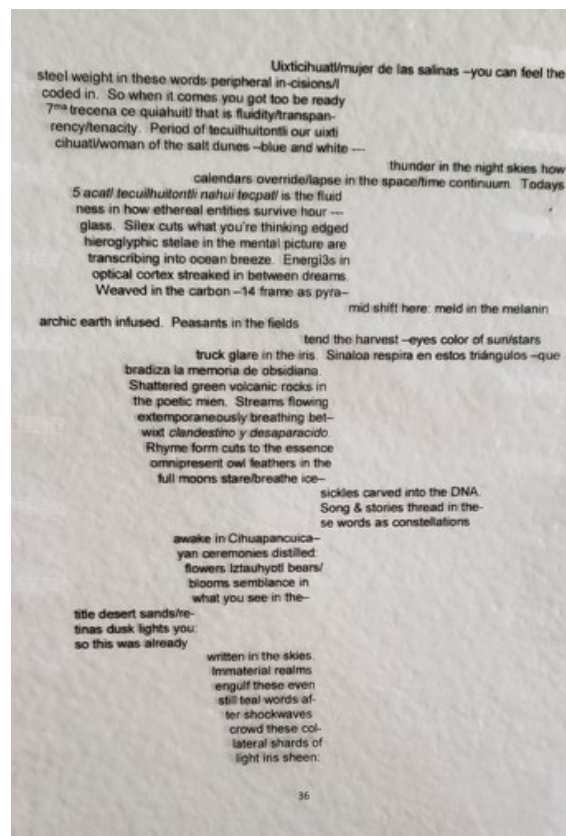 Uixticihuatl/mujer de las salinas –you can feel the
steel weight in these words peripheral in-cisions/l
coded in. So when it comes you got too be ready
7ma trecena ce quiahuitl that is fluidity/transpan-
rency/tenacity. Period of tecuilhuitontli our uixti
cihuatl/woman of the salt dunes –blue and white ---
thunder in the night skies how
calendars override/lapse in the space/time continuum. Todays
5 acatl tecuilhuitontli nahui tecpatl is the fluid
ness in how ethereal entities survive hour ---
glass. Silex cuts what you're thinking edged
hieroglyphic stelae in the mental picture are
transcribing into ocean breeze. Energi3s in
optical cortex streaked in between dreams.
Weaved in the carbon –14 frame as pyra–
mid shift here: meld in the melanin
archic earth infused. Peasants in the fields
tend the harvest –eyes color of sun/stars
truck glare in the iris. Sinaloa respira en estos triángulos –que
bradiza la memoria de obsidiana.
Shattered green volcanic rocks in
the poetic mien. Streams flowing
extemporaneously breathing bet–
wixt clandestino y desaparacido.
Rhyme form cuts to the essence
omnipresent owl feathers in the
full moons stare/breathe ice–
sickles carved into the DNA.
Song & stories thread in the-
se words as constellations
awake in Cihuapancuica–
yan ceremonies distilled:
flowers Iztauhyotl bears/
blooms semblance in
what you see in the–
title desert sands/re-
tinas dusk lights you:
so this was already
written in the skies.
Immaterial realms
engulf these even
still teal words af-
ter shockwaves
crowd these col-
lateral shards of
light iris sheen:
36